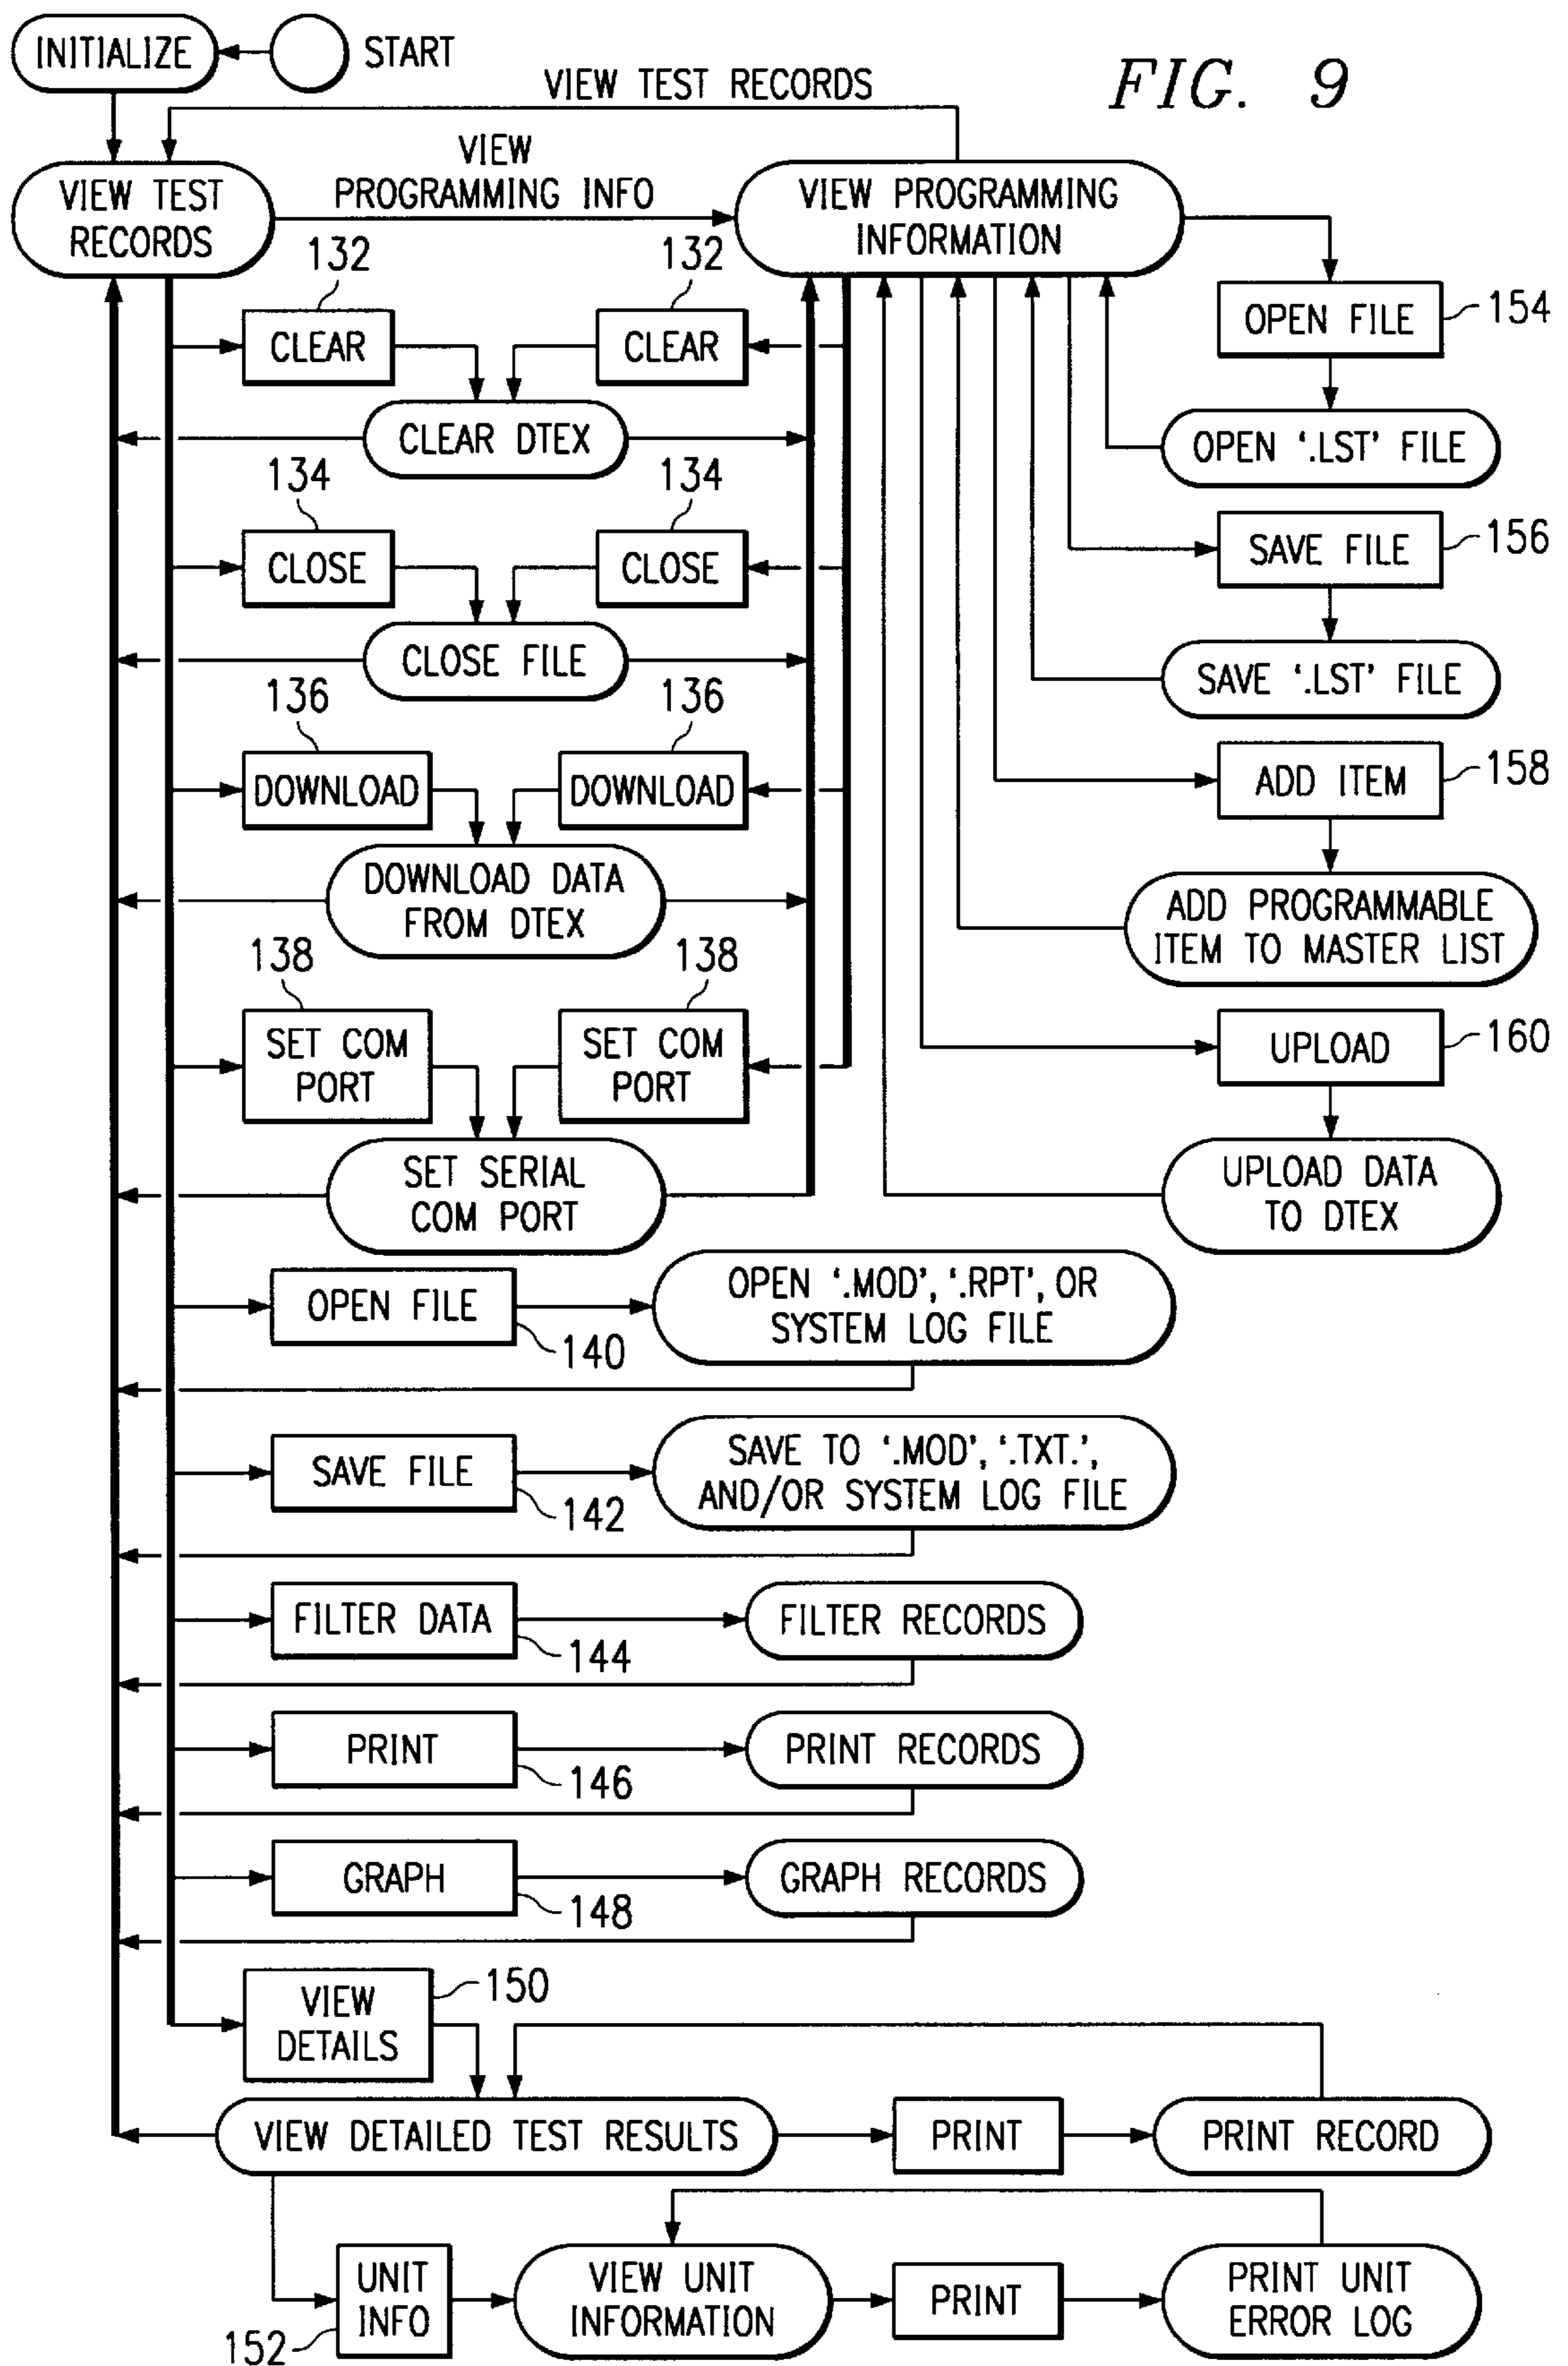 INITIALIZE
START
FIG. 9
VIEW TEST RECORDS
VIEW
PROGRAMMING INFO
VIEW TEST
RECORDS
VIEW PROGRAMMING
INFORMATION
132
132
CLEAR
CLEAR
OPEN FILE
154
CLEAR DTEX
OPEN ‘.LST’ FILE
134
134
CLOSE
CLOSE
SAVE FILE
156
CLOSE FILE
SAVE ‘.LST’ FILE
136
136
DOWNLOAD
DOWNLOAD
ADD ITEM
158
DOWNLOAD DATA
FROM DTEX
ADD PROGRAMMABLE
ITEM TO MASTER LIST
138
138
SET COM
PORT
SET COM
PORT
UPLOAD
160
SET SERIAL
COM PORT
UPLOAD DATA
TO DTEX
OPEN FILE
140
OPEN ‘.MOD’, ‘.RPT’, OR
SYSTEM LOG FILE
SAVE FILE
142
SAVE TO ‘.MOD’, ‘.TXT.’,
AND/OR SYSTEM LOG FILE
FILTER DATA
144
FILTER RECORDS
PRINT
146
PRINT RECORDS
GRAPH
148
GRAPH RECORDS
VIEW
DETAILS
150
VIEW DETAILED TEST RESULTS
PRINT
PRINT RECORD
UNIT
INFO
152
VIEW UNIT
INFORMATION
PRINT
PRINT UNIT
ERROR LOG